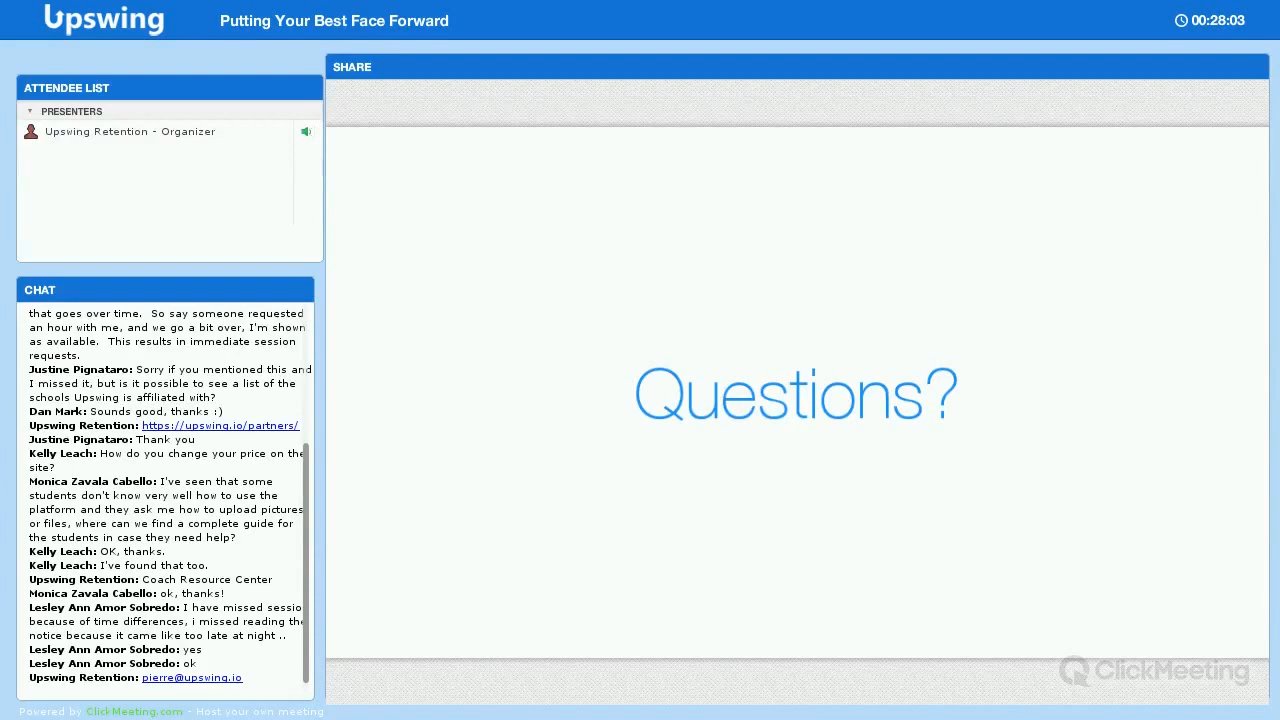 Upswing
Putting Your Best Face Forward
00:28:03
ATTENDEE LIST
PRESENTERS
Upswing Retention - Organizer
SHARE
Questions?
CHAT
that goes over time. So say someone requested
an hour with me, and we go a bit over, I'm shown
as available. This results in immediate session
requests.
Justine Pignataro: Sorry if you mentioned this and
I missed it, but is it possible to see a list of the
schools Upswing is affiliated with?
Dan Mark: Sounds good, thanks :)
Upswing Retention: https://upswing.io/partners/
Justine Pignataro: Thank you
Kelly Leach: How do you change your price on the
site?
Monica Zavala Cabello: I've seen that some
students don't know very well how to use the
platform and they ask me how to upload pictures
or files, where can we find a complete guide for
the students in case they need help?
Kelly Leach: OK, thanks.
Kelly Leach: I've found that too.
Upswing Retention: Coach Resource Center
Monica Zavala Cabello: ok, thanks!
Lesley Ann Amor Sobredo: I have missed sessio
because of time differences, i missed reading the
notice because it came like too late at night ..
Lesley Ann Amor Sobredo: yes
Lesley Ann Amor Sobredo: ok
Upswing Retention: pierre@upswing.io
ClickMeeting
Powered by ClickMeeting.com - Host your own meeting